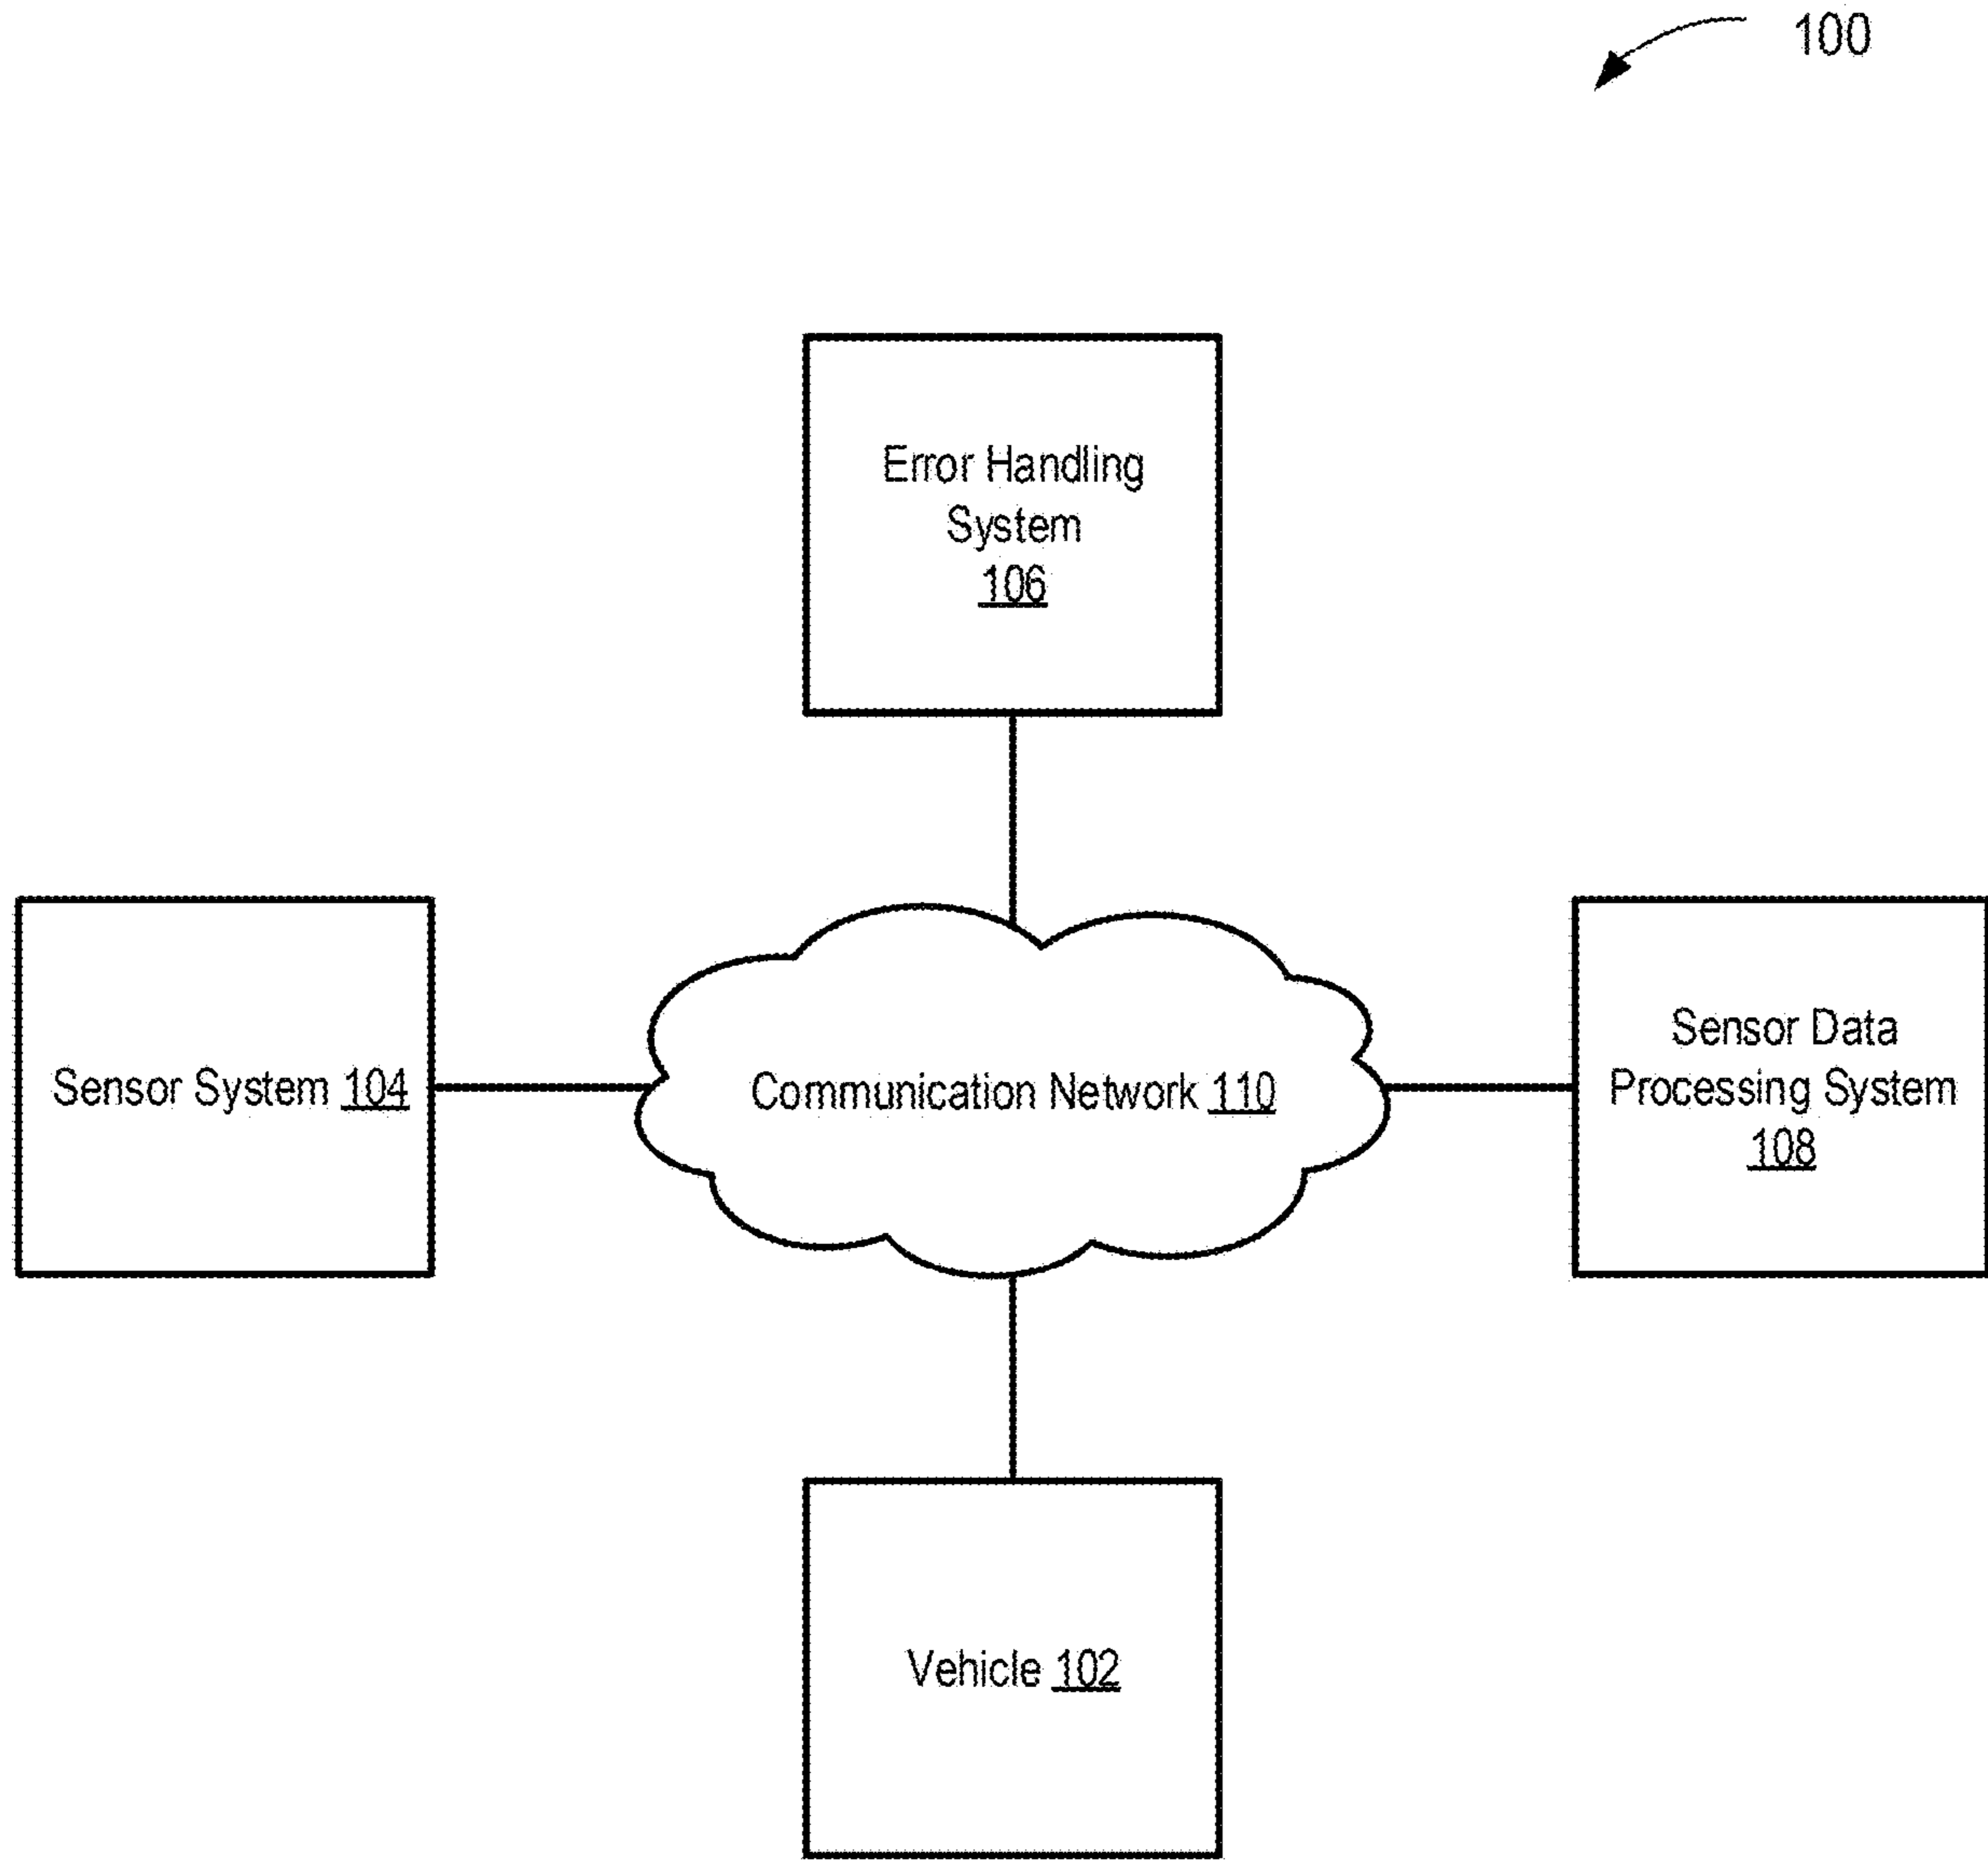 100
Error Handling
System
106
Sensor System 104
Communication Network 110
Sensor Data
Processing System
108
Vehicle 102